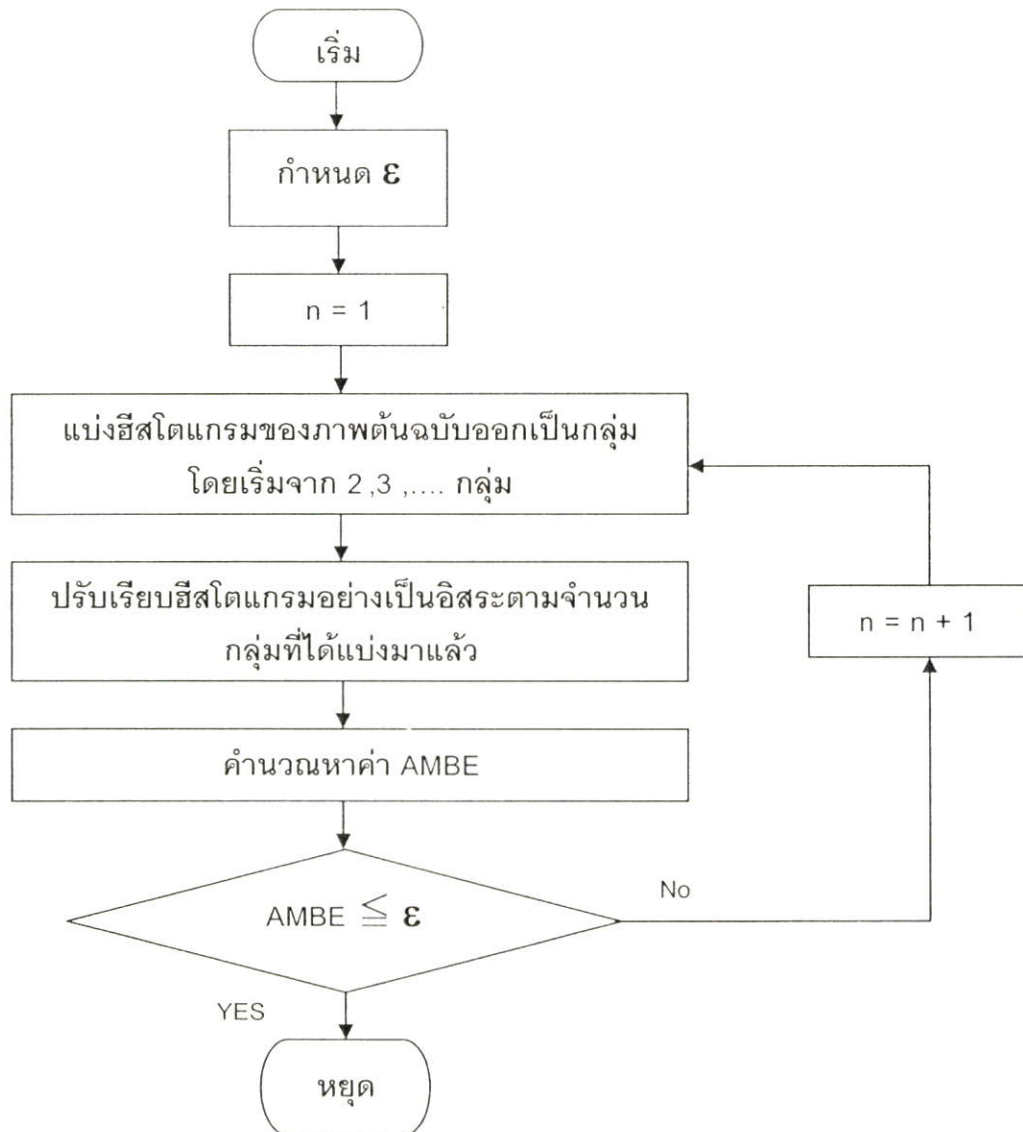 เริ่ม
กำหนด ε
n = 1
แบ่งฮีสโตแกรมของภาพต้นฉบับออกเป็นกลุ่ม
โดยเริ่มจาก 2 ,3 ,.... กลุ่ม
ปรับเรียบฮีสโตแกรมอย่างเป็นอิสระตามจำนวน
กลุ่มที่ได้แบ่งมาแล้ว
n = n + 1
คำนวณหาค่า AMBE
AMBE ≦ ε
No
YES
หยุด